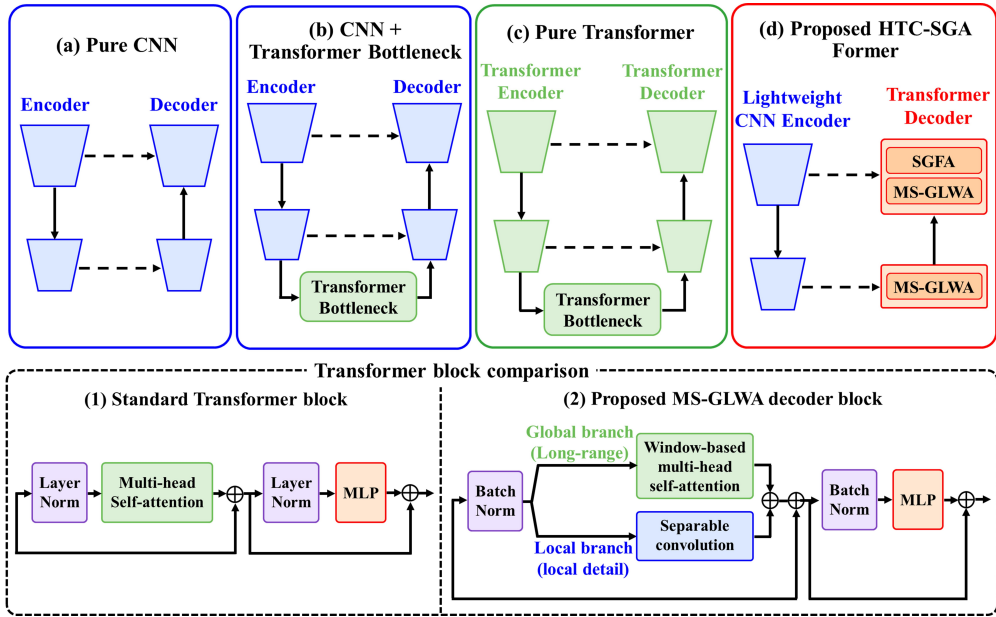 (a) Pure CNN
Encoder
Decoder
(b) CNN +
Transformer Bottleneck
Encoder
Decoder
Transformer
Bottleneck
(c) Pure Transformer
Transformer
Encoder
Transformer
Decoder
Transformer
Bottleneck
(d) Proposed HTC-SGA
Former
Lightweight
CNN Encoder
Transformer
Decoder
SGFA
MS-GLWA
MS-GLWA
Transformer block comparison
(1) Standard Transformer block
Layer
Norm
Multi-head
Self-attention
Layer
Norm
MLP
(2) Proposed MS-GLWA decoder block
Batch
Norm
Global branch
(Long-range)
Window-based
multi-head
self-attention
Local branch
(local detail)
Separable
convolution
Batch
Norm
MLP